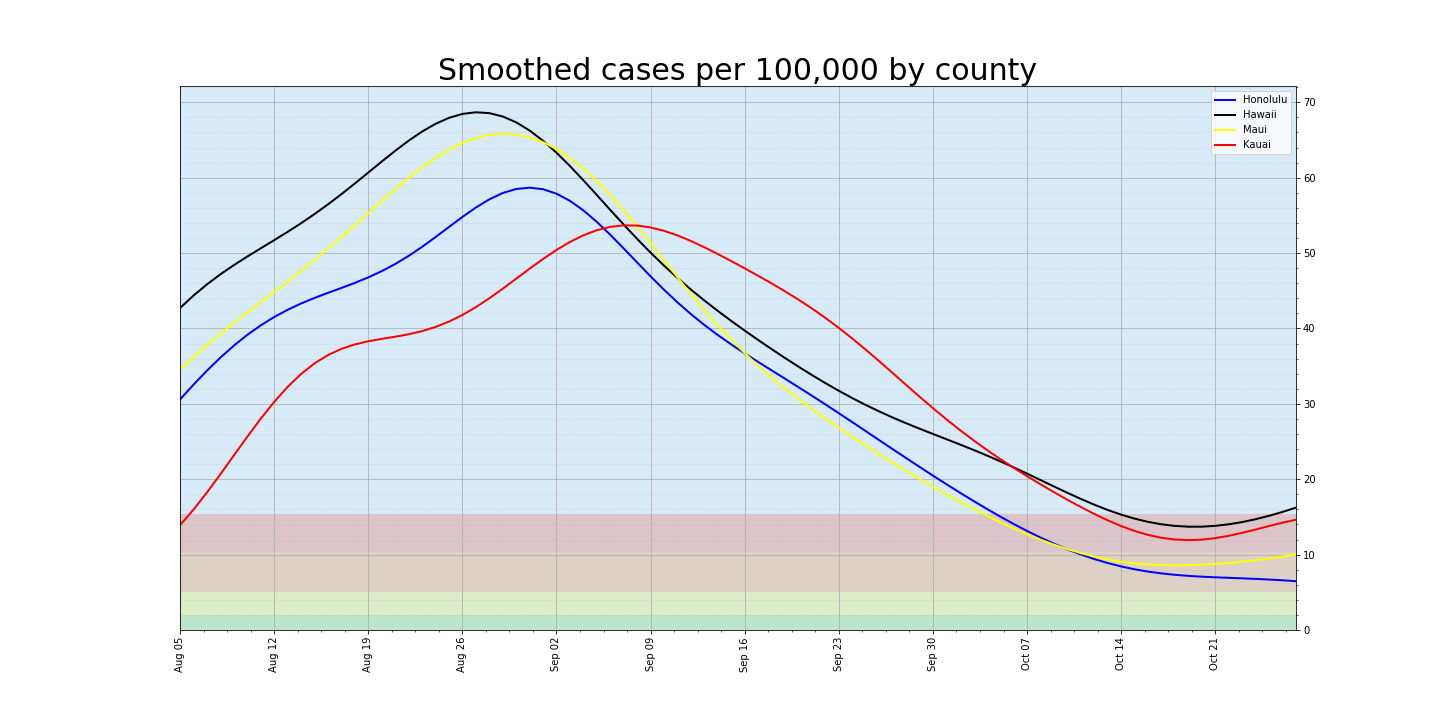 Smoothed cases per 100,000 by county
Honolulu
Hawaii
Maui
Kauai
70
60
50
40
30
20
10
0
Aug 05
Aug 12
Aug 19
Aug 26
Sep 02
Sep 09
Sep 16
Sep 23
Sep 30
Oct 07
Oct 14
Oct 21